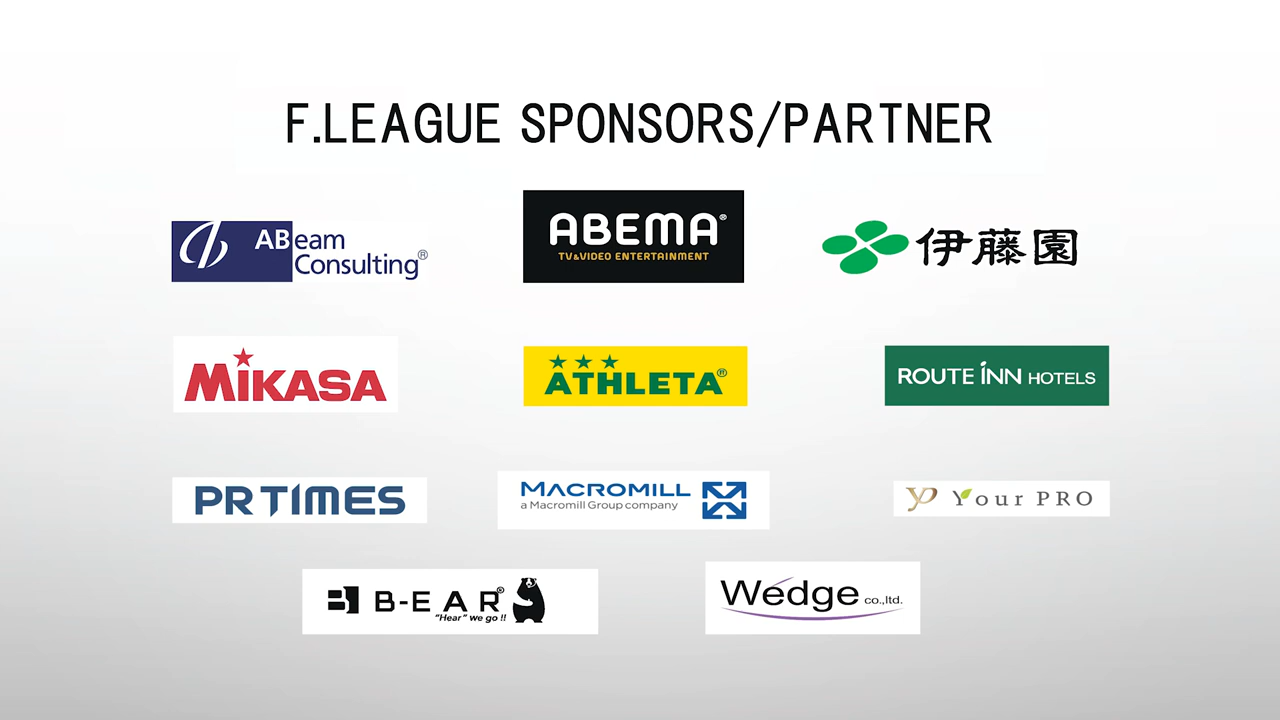 F.LEAGUE SPONSORS/PARTNER
ABeam
Consulting®
ABEMA®
TV&VIDEO ENTERTAINMENT
伊藤園
MIKASA
ATHLETA®
ROUTE INN HOTELS
PR TIMES
MACROMILL
a Macromill Group company
yp Your PRO
B-EAR®
"Hear" we go !!
Wedge co.,ltd.